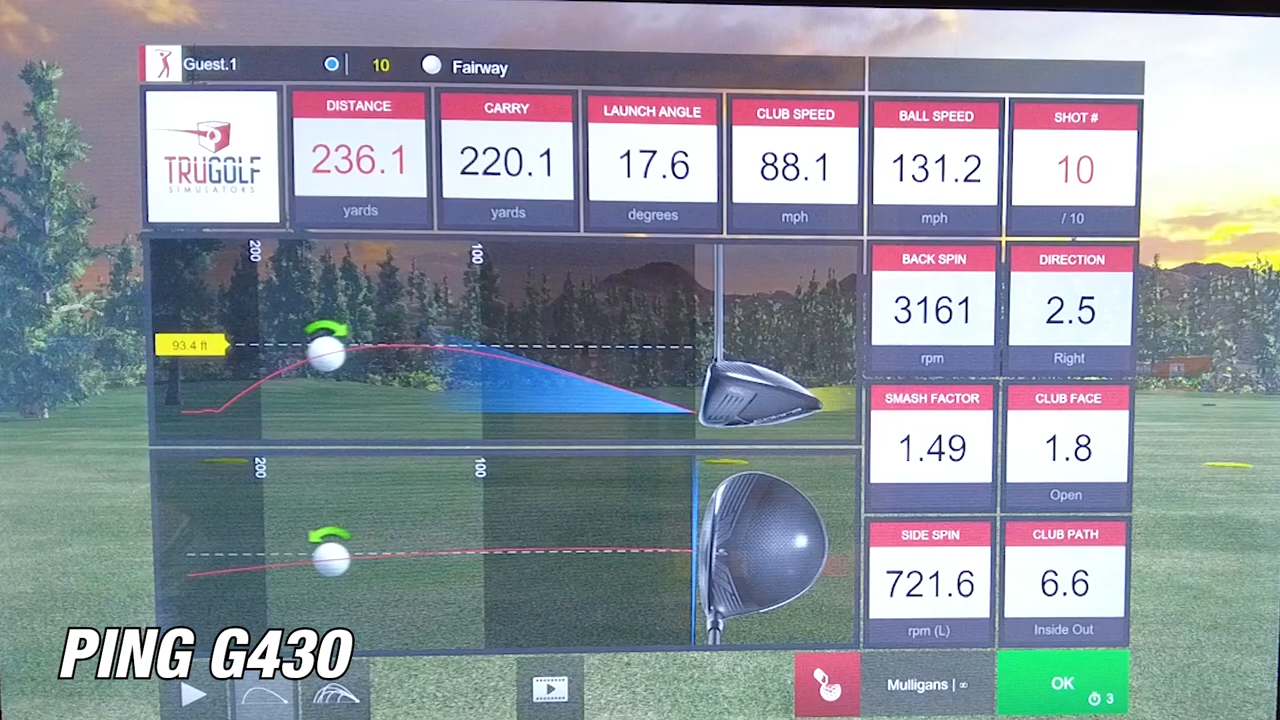 Guest.1 10 Fairway
DISTANCE
236.1
yards
CARRY
220.1
yards
LAUNCH ANGLE
17.6
degrees
CLUB SPEED
88.1
mph
BALL SPEED
131.2
mph
SHOT #
10
/ 10
TRUGOLF
SIMULATORS
200
100
93.4 ft
BACK SPIN
3161
rpm
DIRECTION
2.5
Right
SMASH FACTOR
1.49
CLUB FACE
1.8
Open
200
100
SIDE SPIN
721.6
rpm (L)
CLUB PATH
6.6
Inside Out
PING G430
Mulligans | ∞
OK
3